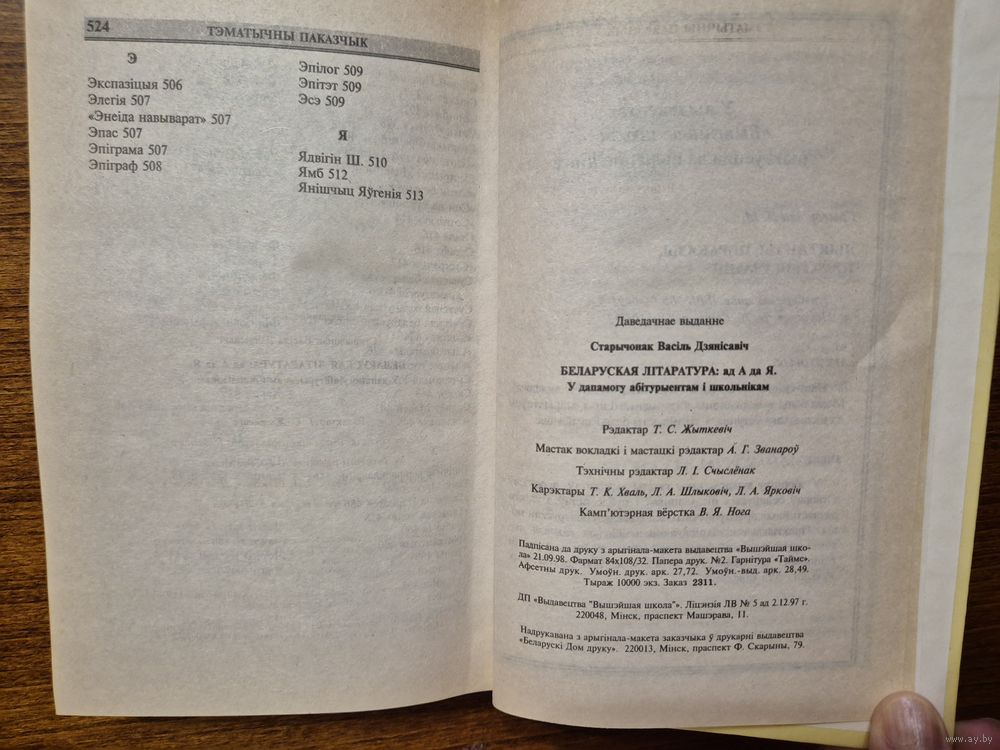 524
ТЭМАТЫЧНЫ ПАКАЗЧЫК
Э
Экспазіцыя 506
Элегія 507
«Энеіда навыварат» 507
Эпас 507
Эпіграма 507
Эпіграф 508
Эпілог 509
Эпітэт 509
Эсэ 509
Я
Ядвігін Ш. 510
Ямб 512
Янішчыц Яўгенія 513
Даведачнае выданне
Старычонак Васіль Дзянісавіч
БЕЛАРУСКАЯ ЛІТАРАТУРА: ад А да Я.
У дапамогу абітурыентам і школьнікам
Рэдактар Т. С. Жыткевіч
Мастак вокладкі і мастацкі рэдактар А. Г. Званароў
Тэхнічны рэдактар Л. І. Счыслёнак
Карэктары Т. К. Хваль, Л. А. Шлыковіч, Л. А. Ярковіч
Камп'ютэрная вёрстка В. Я. Нога
Падпісана да друку з арыгінала-макета выдавецтва «Вышэйшая шко-
ла» 21.09.98. Фармат 84х108/32. Папера друк. №2. Гарнітура «Таймс».
Афсетны друк. Умоўн. друк. арк. 27,72. Умоўн.-выд. арк. 28,49.
Тыраж 10000 экз. Заказ 2311.
ДП «Выдавецтва "Вышэйшая школа"». Ліцэнзія ЛВ № 5 ад 2.12.97 г.
220048, Мінск, праспект Машэрава, 11.
Надрукавана з арыгінала-макета заказчыка ў друкарні выдавецтва
«Беларускі Дом друку». 220013, Мінск, праспект Ф. Скарыны, 79.
www.ay.by